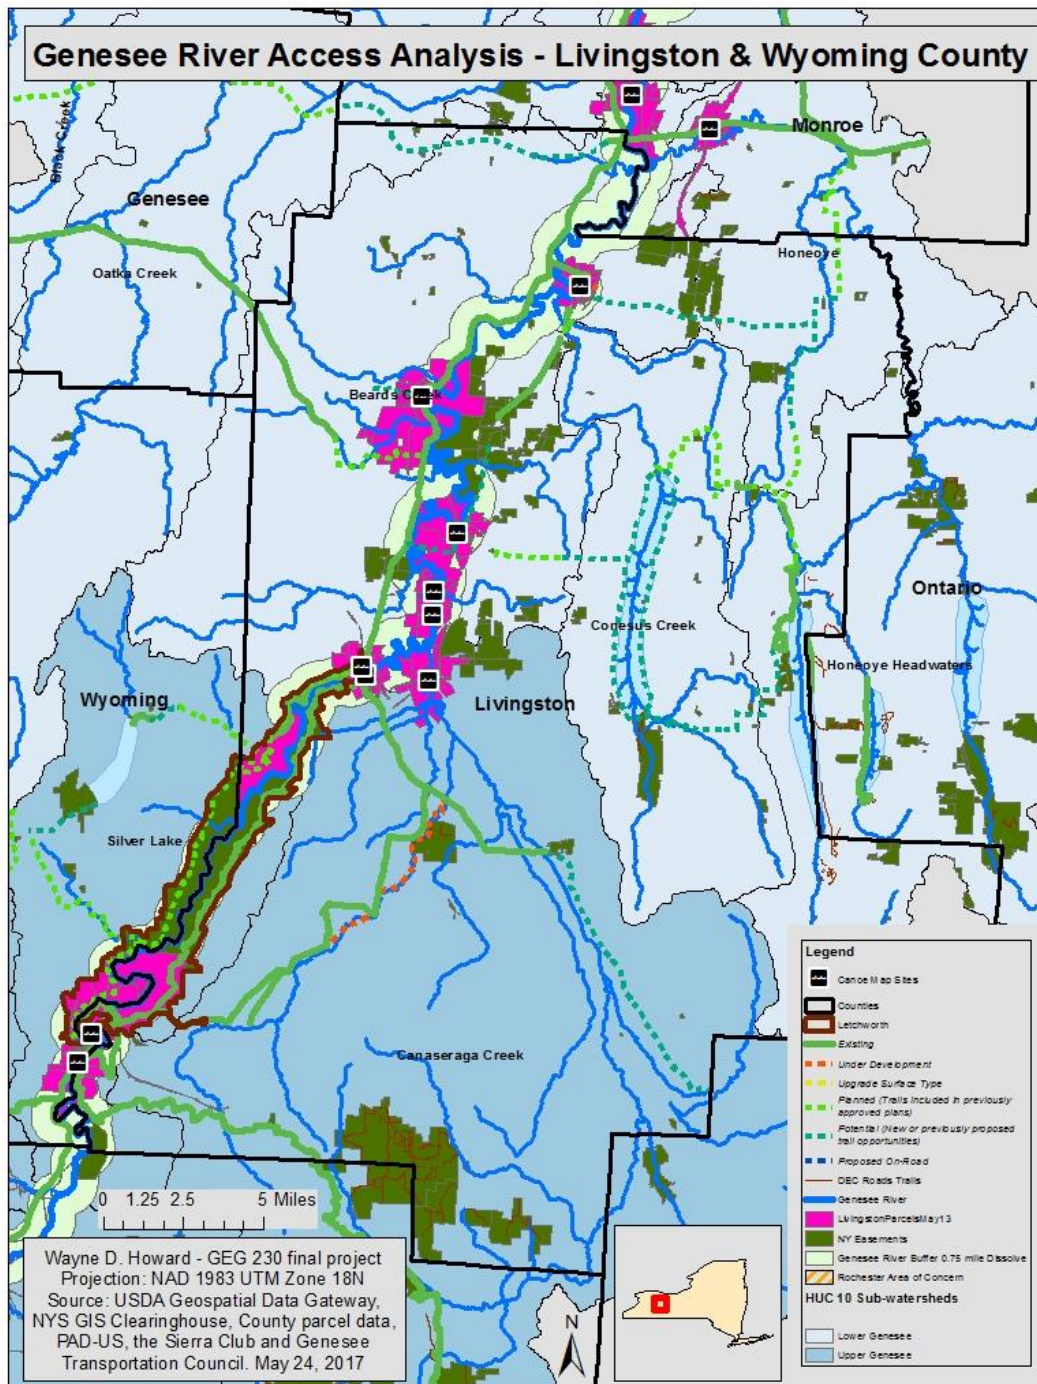 Genesee River Access Analysis - Livingston & Wyoming County
Black Creek
Monroe
Genesee
Honeoye
Oatka Creek
Beards Creek
Ontario
Conesus Creek
Honeoye Headwaters
Wyoming
Livingston
Silver Lake
Canaseraga Creek
Legend
Canoe Map Sites
Counties
Letchworth
Existing
Under Development
Upgrade Surface Type
Planned (Trails included in previously
approved plans)
Potential (New or previously proposed
trail opportunities)
Proposed On-Road
DEC Roads Trails
Genesee River
LivingstonParcelsMay13
NY Easements
Genesee River Buffer 0.75 mile Dissolve
Rochester Area of Concern
HUC 10 Sub-watersheds
Lower Genesee
Upper Genesee
0 1.25 2.5 5 Miles
Wayne D. Howard - GEG 230 final project
Projection: NAD 1983 UTM Zone 18N
Source: USDA Geospatial Data Gateway,
NYS GIS Clearinghouse, County parcel data,
PAD-US, the Sierra Club and Genesee
Transportation Council. May 24, 2017
N